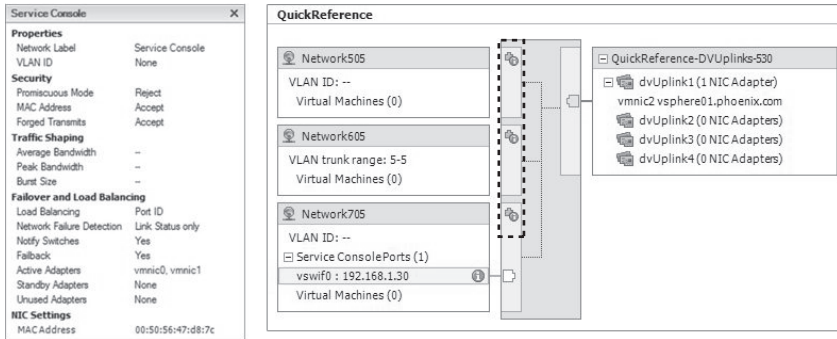 Service Console
Properties
Network Label Service Console
VLAN ID None
Security
Promiscuous Mode Reject
MAC Address Accept
Forged Transmits Accept
Traffic Shaping
Average Bandwidth --
Peak Bandwidth --
Burst Size --
Failover and Load Balancing
Load Balancing Port ID
Network Failure Detection Link Status only
Notify Switches Yes
Failback Yes
Active Adapters vmnic0, vmnic1
Standby Adapters None
Unused Adapters None
NIC Settings
MAC Address 00:50:56:47:d8:7c
QuickReference
Network505
VLAN ID: --
Virtual Machines (0)
Network605
VLAN trunk range: 5-5
Virtual Machines (0)
Network705
VLAN ID: --
Service Console Ports (1)
vswif0 : 192.168.1.30
Virtual Machines (0)
QuickReference-DVUplinks-530
dvUplink1 (1 NIC Adapter)
vmnic2 vsphere01.phoenix.com
dvUplink2 (0 NIC Adapters)
dvUplink3 (0 NIC Adapters)
dvUplink4 (0 NIC Adapters)